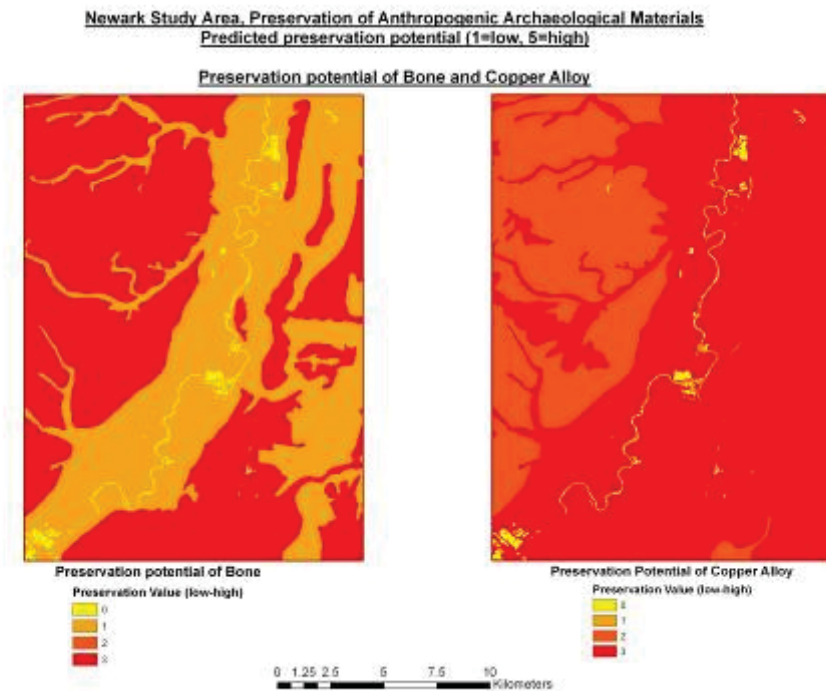 Newark Study Area, Preservation of Anthropogenic Archaeological Materials
Predicted preservation potential (1=low, 5=high)
Preservation potential of Bone and Copper Alloy
Preservation potential of Bone
Preservation Value (low-high)
0
1
2
3
Preservation Potential of Copper Alloy
Preservation Value (low-high)
0
1
2
3
0 1.25 2.5 5 7.5 10
Kilometers